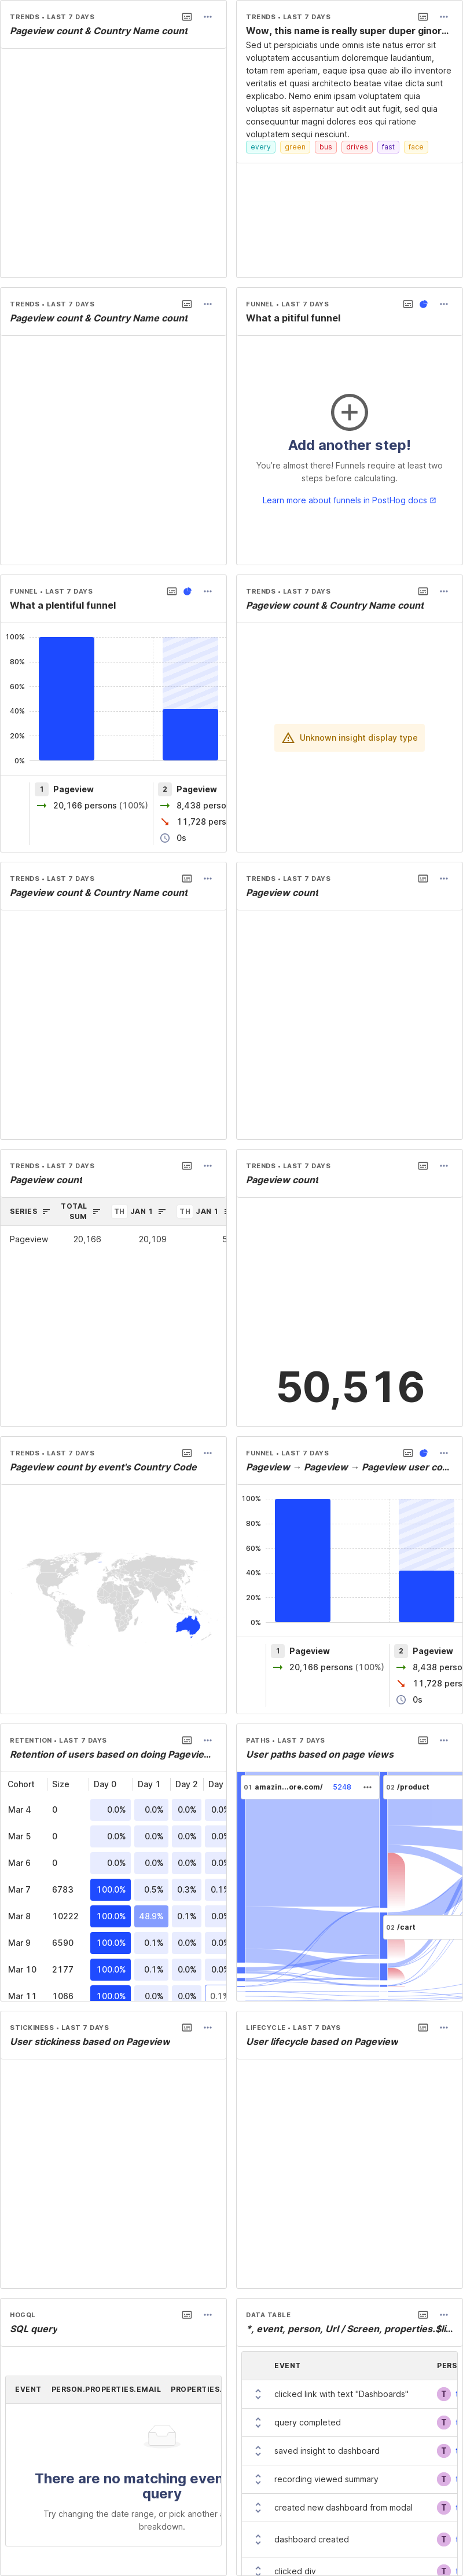 TRENDS • LAST 7 DAYS
Pageview count & Country Name count
TRENDS • LAST 7 DAYS
Wow, this name is really super duper ginor...
Sed ut perspiciatis unde omnis iste natus error sit
voluptatem accusantium doloremque laudantium,
totam rem aperiam, eaque ipsa quae ab illo inventore
veritatis et quasi architecto beatae vitae dicta sunt
explicabo. Nemo enim ipsam voluptatem quia
voluptas sit aspernatur aut odit aut fugit, sed quia
consequuntur magni dolores eos qui ratione
voluptatem sequi nesciunt.
every green bus drives fast face
TRENDS • LAST 7 DAYS
Pageview count & Country Name count
FUNNEL • LAST 7 DAYS
What a pitiful funnel
Add another step!
You're almost there! Funnels require at least two
steps before calculating.
Learn more about funnels in PostHog docs
FUNNEL • LAST 7 DAYS
What a plentiful funnel
100%
80%
60%
40%
20%
0%
1 Pageview
20,166 persons (100%)
2 Pageview
8,438 perso
11,728 pers
0s
TRENDS • LAST 7 DAYS
Pageview count & Country Name count
Unknown insight display type
TRENDS • LAST 7 DAYS
Pageview count & Country Name count
TRENDS • LAST 7 DAYS
Pageview count
TRENDS • LAST 7 DAYS
Pageview count
SERIES TOTAL SUM TH JAN 1 TH JAN 1
Pageview 20,166 20,109 5
TRENDS • LAST 7 DAYS
Pageview count
50,516
TRENDS • LAST 7 DAYS
Pageview count by event's Country Code
FUNNEL • LAST 7 DAYS
Pageview → Pageview → Pageview user co...
100%
80%
60%
40%
20%
0%
1 Pageview
20,166 persons (100%)
2 Pageview
8,438 perso
11,728 pers
0s
RETENTION • LAST 7 DAYS
Retention of users based on doing Pagevie...
Cohort Size Day 0 Day 1 Day 2 Day
Mar 4 0 0.0% 0.0% 0.0% 0.0%
Mar 5 0 0.0% 0.0% 0.0% 0.0%
Mar 6 0 0.0% 0.0% 0.0% 0.0%
Mar 7 6783 100.0% 0.5% 0.3% 0.1%
Mar 8 10222 100.0% 48.9% 0.1% 0.0%
Mar 9 6590 100.0% 0.1% 0.0% 0.0%
Mar 10 2177 100.0% 0.1% 0.0% 0.0%
Mar 11 1066 100.0% 0.0% 0.0% 0.1%
PATHS • LAST 7 DAYS
User paths based on page views
01 amazin...ore.com/ 5248
02 /product
02 /cart
STICKINESS • LAST 7 DAYS
User stickiness based on Pageview
LIFECYCLE • LAST 7 DAYS
User lifecycle based on Pageview
HOGQL
SQL query
EVENT PERSON.PROPERTIES.EMAIL PROPERTIES.
There are no matching even
query
Try changing the date range, or pick another a
breakdown.
DATA TABLE
*, event, person, Url / Screen, properties.$li...
EVENT PERS
clicked link with text "Dashboards" T t
query completed T t
saved insight to dashboard T t
recording viewed summary T t
created new dashboard from modal T t
dashboard created T t
clicked div T t